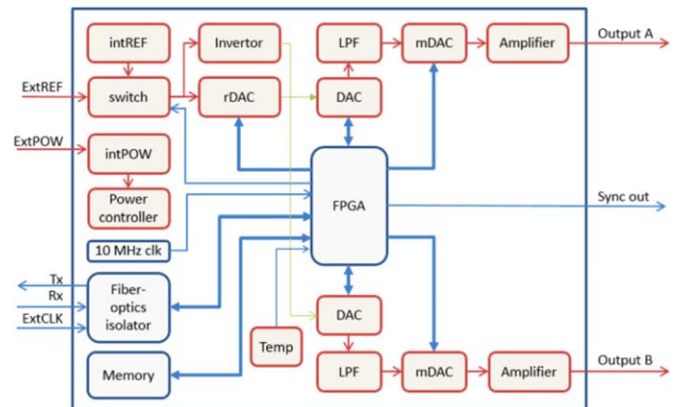 intREF
Invertor
LPF
mDAC
Amplifier
Output A
ExtREF
switch
rDAC
DAC
ExtPOW
intPOW
Power
controller
FPGA
Sync out
10 MHz clk
Tx
Rx
ExtCLK
Fiber-
optics
isolator
DAC
Temp
Memory
LPF
mDAC
Amplifier
Output B